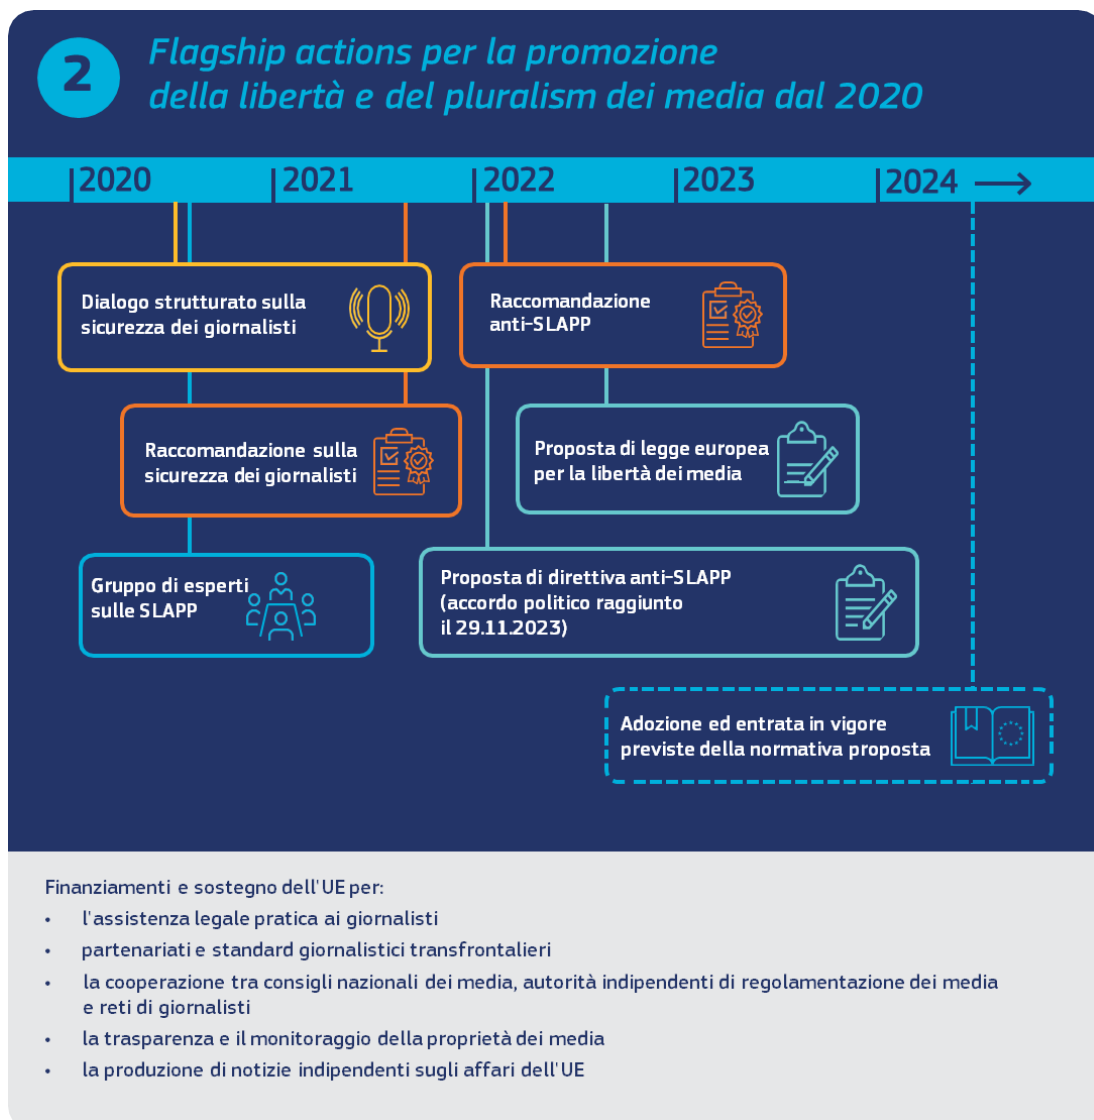 2
Flagship actions per la promozione
della libertà e del pluralism dei media dal 2020
2020
2021
2022
2023
2024
Dialogo strutturato sulla
sicurezza dei giornalisti
Raccomandazione
anti-SLAPP
Raccomandazione sulla
sicurezza dei giornalisti
Proposta di legge europea
per la libertà dei media
Gruppo di esperti
sulle SLAPP
Proposta di direttiva anti-SLAPP
(accordo politico raggiunto
il 29.11.2023)
Adozione ed entrata in vigore
previste della normativa proposta
Finanziamenti e sostegno dell'UE per:
• l'assistenza legale pratica ai giornalisti
• partenariati e standard giornalistici transfrontalieri
• la cooperazione tra consigli nazionali dei media, autorità indipendenti di regolamentazione dei media
e reti di giornalisti
• la trasparenza e il monitoraggio della proprietà dei media
• la produzione di notizie indipendenti sugli affari dell'UE